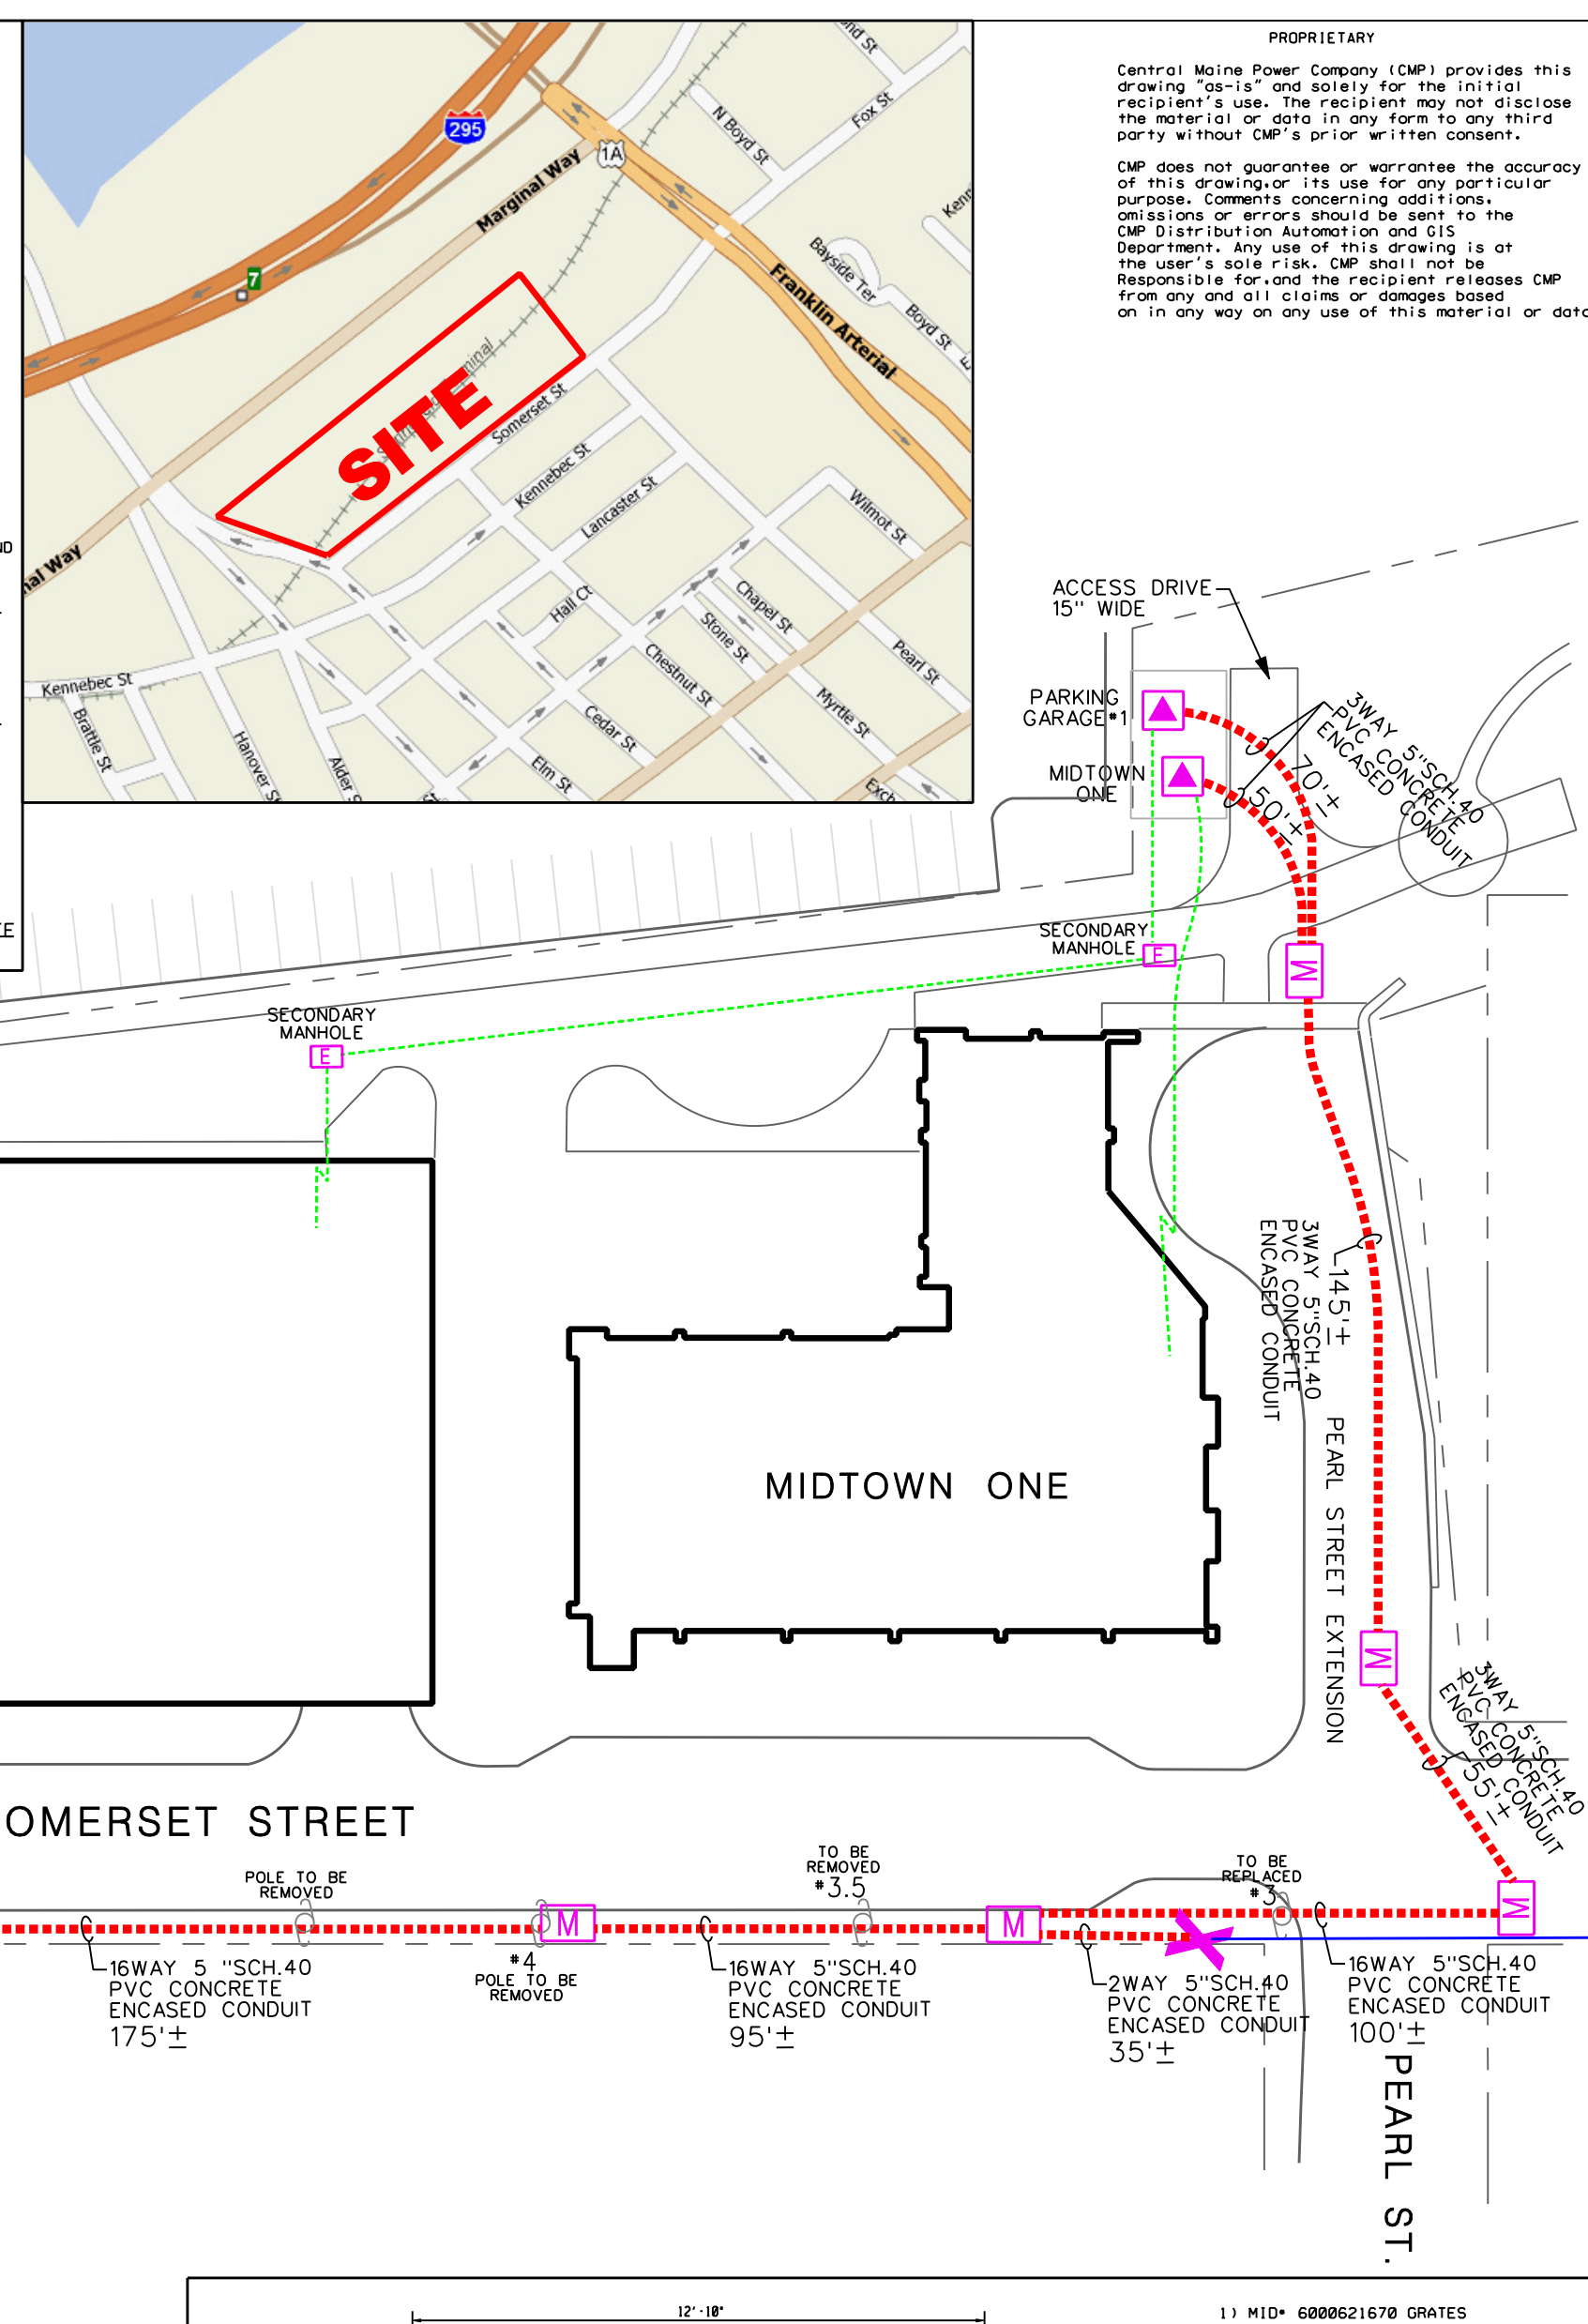 PROPRIETARY
Central Maine Power Company (CMP) provides this
drawing "as-is" and solely for the initial
recipient's use. The recipient may not disclose
the material or data in any form to any third
party without CMP's prior written consent.
CMP does not guarantee or warrantee the accuracy
of this drawing,or its use for any particular
purpose. Comments concerning additions,
omissions or errors should be sent to the
CMP Distribution Automation and GIS
Department. Any use of this drawing is at
the user's sole risk. CMP shall not be
Responsible for,and the recipient releases CMP
from any and all claims or damages based
on in any way on any use of this material or data
295
1A
7
Marginal Way
N Boyd St
Fox St
Bayside Ter
Boyd St
Franklin Arterial
SITE
Somerset St
Kennebec St
Lancaster St
Wilmot St
Hall Ct
Chapel St
Stone St
Chestnut St
Pearl St
Myrtle St
Cedar St
Elm St
Kennebec St
Brattle St
Hanover St
Alder S
Exch
nal Way
ACCESS DRIVE
15" WIDE
PARKING
GARAGE#1
MIDTOWN
ONE
3WAY 5"SCH.40
PVC CONCRETE
ENCASED CONDUIT
70'±
50'±
SECONDARY
MANHOLE
E
M
SECONDARY
MANHOLE
E
3WAY 5"SCH.40
PVC CONCRETE
ENCASED CONDUIT
145'±
MIDTOWN ONE
PEARL STREET EXTENSION
M
3WAY 5"SCH.40
PVC CONCRETE
ENCASED CONDUIT
55'±
OMERSET STREET
POLE TO BE
REMOVED
TO BE
REMOVED
#3.5
TO BE
REPLACED
#3
M
M
M
16WAY 5 "SCH.40
PVC CONCRETE
ENCASED CONDUIT
175'±
#4
POLE TO BE
REMOVED
16WAY 5"SCH.40
PVC CONCRETE
ENCASED CONDUIT
95'±
2WAY 5"SCH.40
PVC CONCRETE
ENCASED CONDUIT
35'±
16WAY 5"SCH.40
PVC CONCRETE
ENCASED CONDUIT
100'±
PEARL ST.
12'-10"
1) MID# 6000621670 GRATES